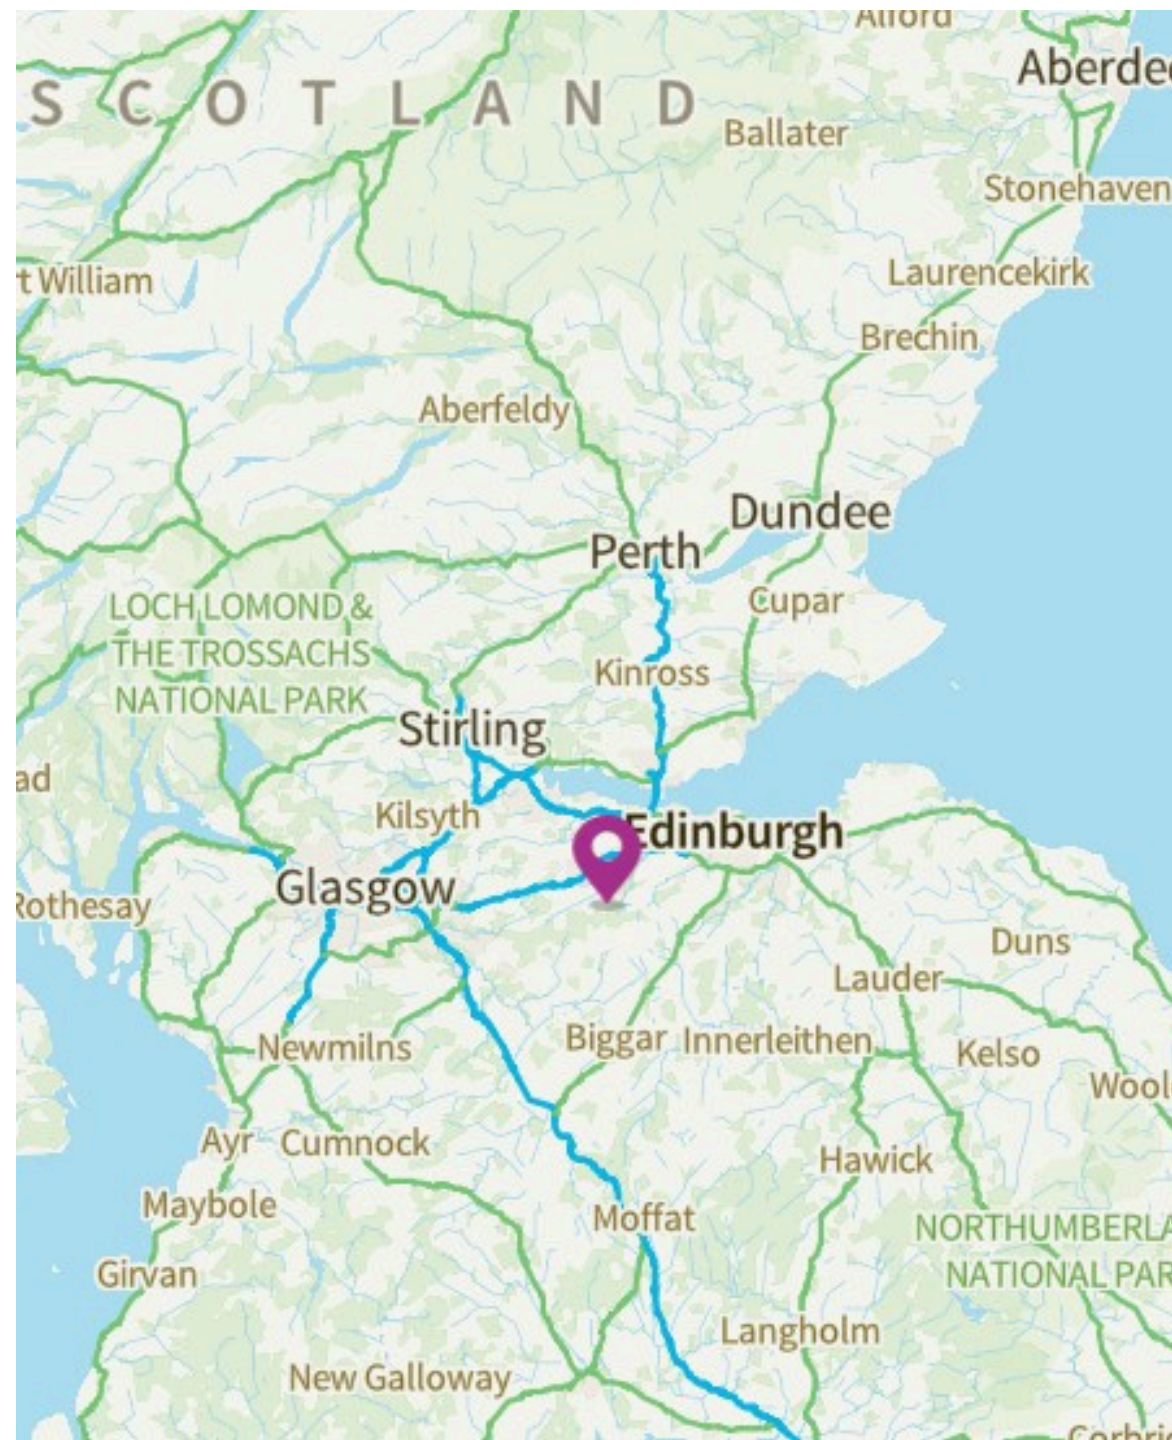 Alford
Aberdee
SCOTLAND
Ballater
Stonehaven
Laurencekirk
t William
Brechin
Aberfeldy
Dundee
Perth
Cupar
LOCH LOMOND &
THE TROSSACHS
NATIONAL PARK
Kinross
Stirling
ad
Kilsyth
Edinburgh
Glasgow
Rothesay
Duns
Lauder
Biggar
Innerleithen
Newmilns
Kelso
Wool
Ayr
Cumnock
Hawick
Maybole
Moffat
NORTHUMBERLA
NATIONAL PAR
Girvan
Langholm
New Galloway
Corbri